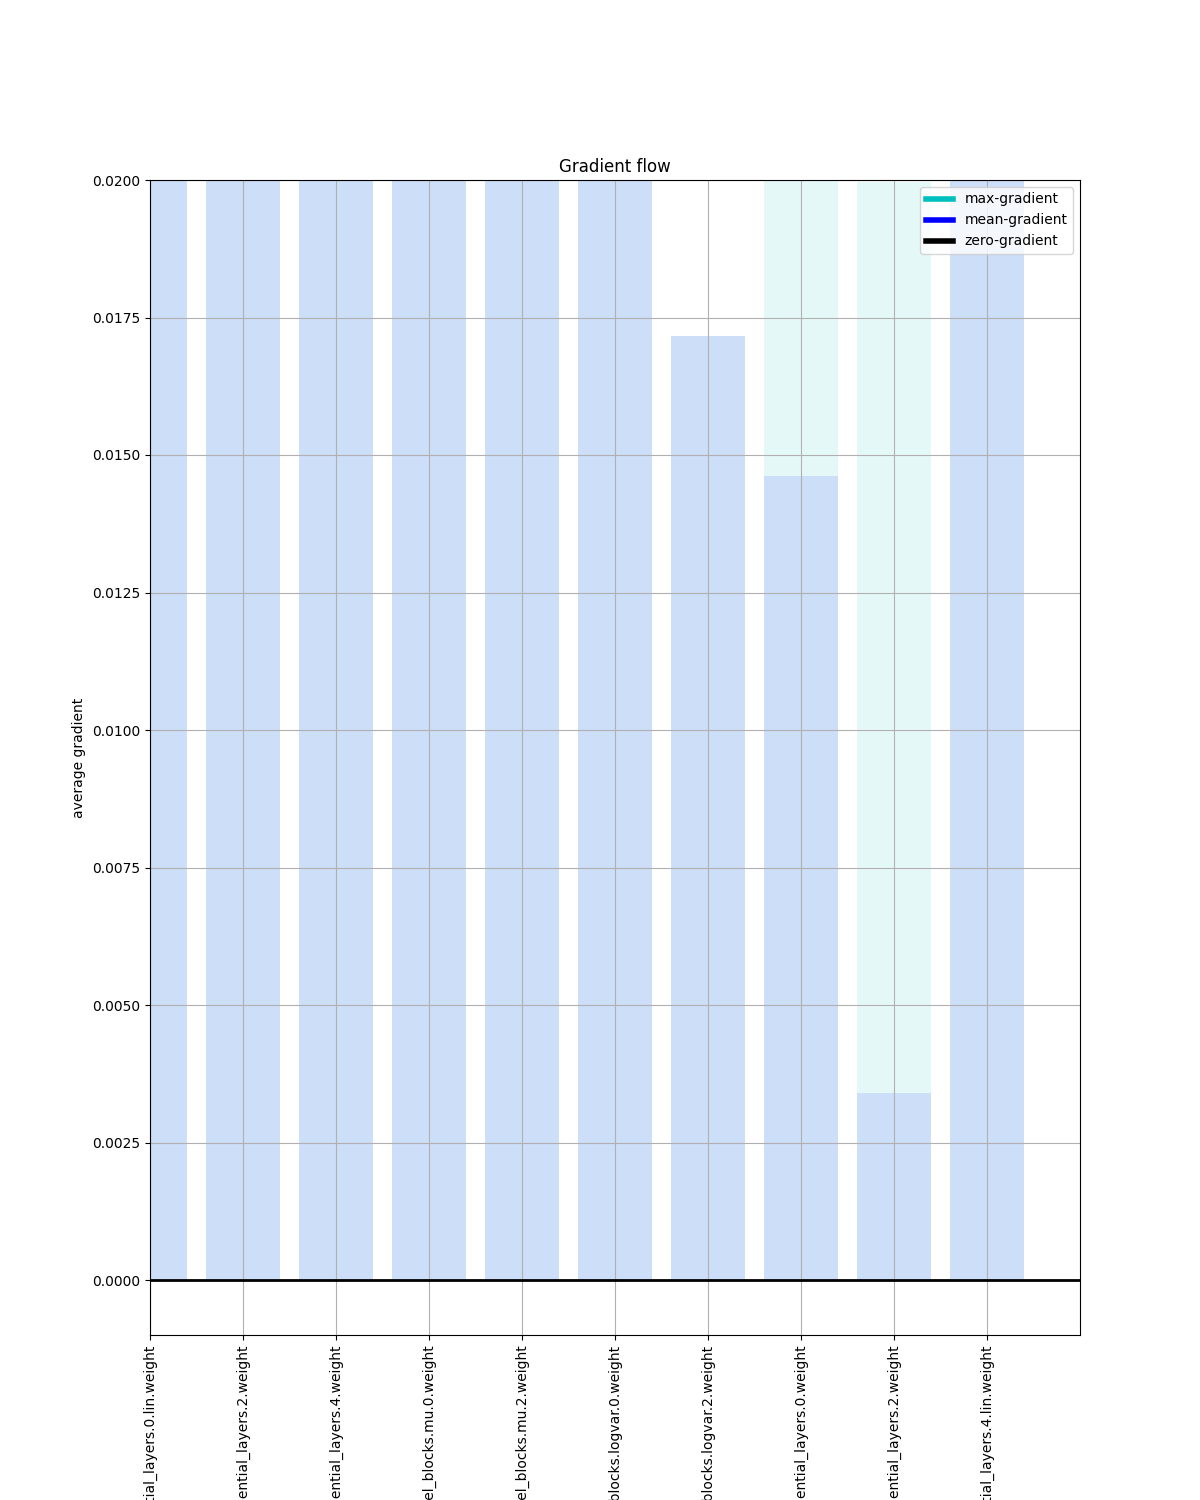 Gradient flow
max-gradient
mean-gradient
zero-gradient
average gradient
0.0200
0.0175
0.0150
0.0125
0.0100
0.0075
0.0050
0.0025
0.0000
tial_layers.0.lin.weight
ential_layers.2.weight
ential_layers.4.weight
el_blocks.mu.0.weight
el_blocks.mu.2.weight
blocks.logvar.0.weight
blocks.logvar.2.weight
ential_layers.0.weight
ential_layers.2.weight
tial_layers.4.lin.weight